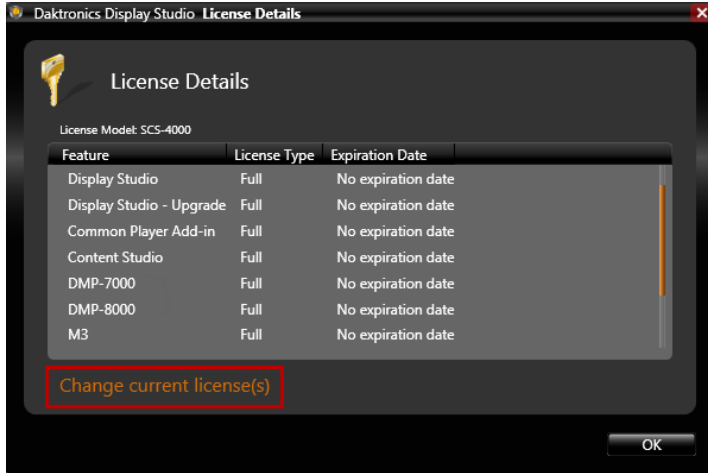 Daktronics Display Studio License Details
License Details
License Model: SCS-4000
Feature License Type Expiration Date
Display Studio Full No expiration date
Display Studio - Upgrade Full No expiration date
Common Player Add-in Full No expiration date
Content Studio Full No expiration date
DMP-7000 Full No expiration date
DMP-8000 Full No expiration date
M3 Full No expiration date
Change current license(s)
OK